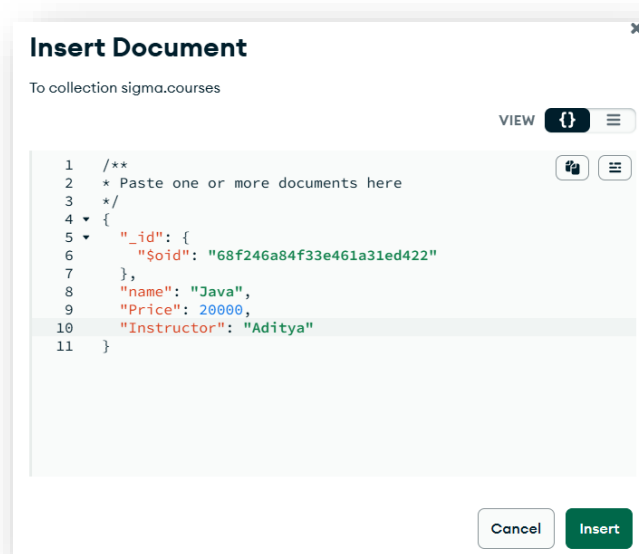 Insert Document
To collection sigma.courses
VIEW {}
1 /**
2 * Paste one or more documents here
3 */
4 {
5 "_id": {
6 "$oid": "68f246a84f33e461a31ed422"
7 },
8 "name": "Java",
9 "Price": 20000,
10 "Instructor": "Aditya"
11 }
Cancel Insert